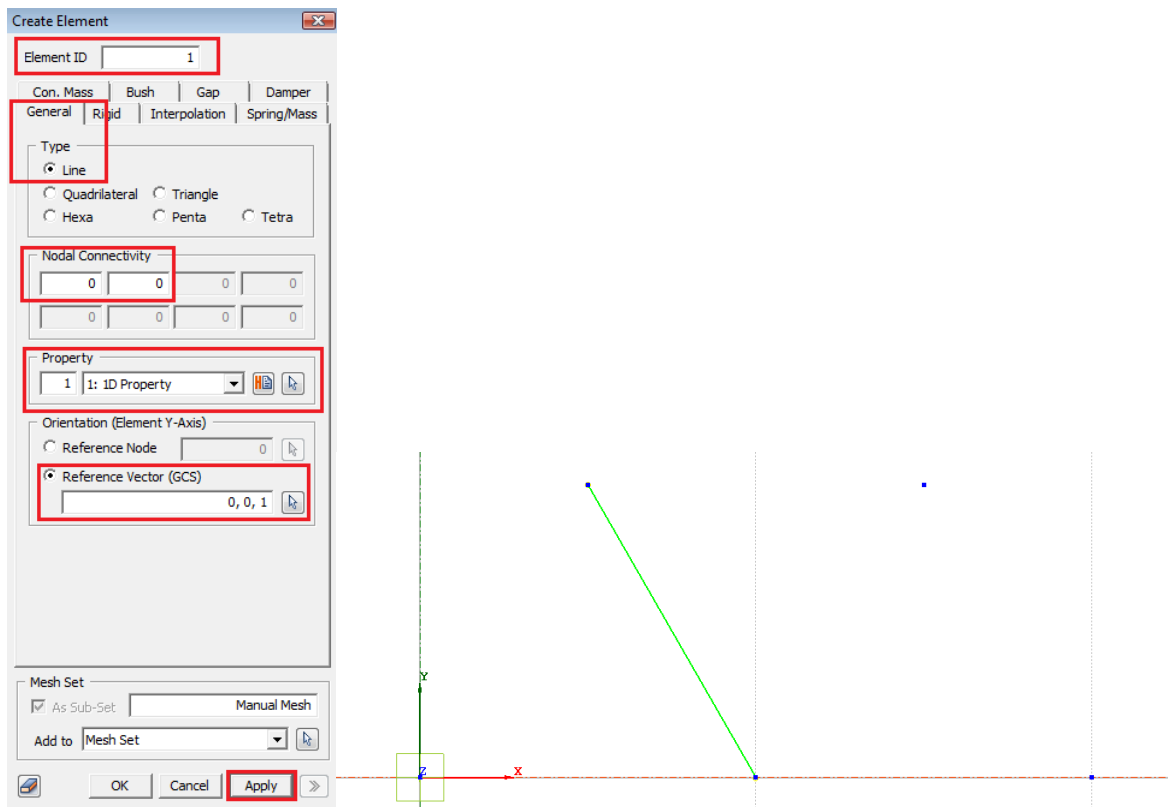 Create Element
Element ID 1
Con. Mass Bush Gap Damper
General Rigid Interpolation Spring/Mass
Type
Line
Quadrilateral Triangle
Hexa Penta Tetra
Nodal Connectivity
0 0 0 0
0 0 0 0
Property
1 1: 1D Property
Orientation (Element Y-Axis)
Reference Node 0
Reference Vector (GCS)
0, 0, 1
Mesh Set
As Sub-Set Manual Mesh
Add to Mesh Set
OK Cancel Apply
Y
Z X